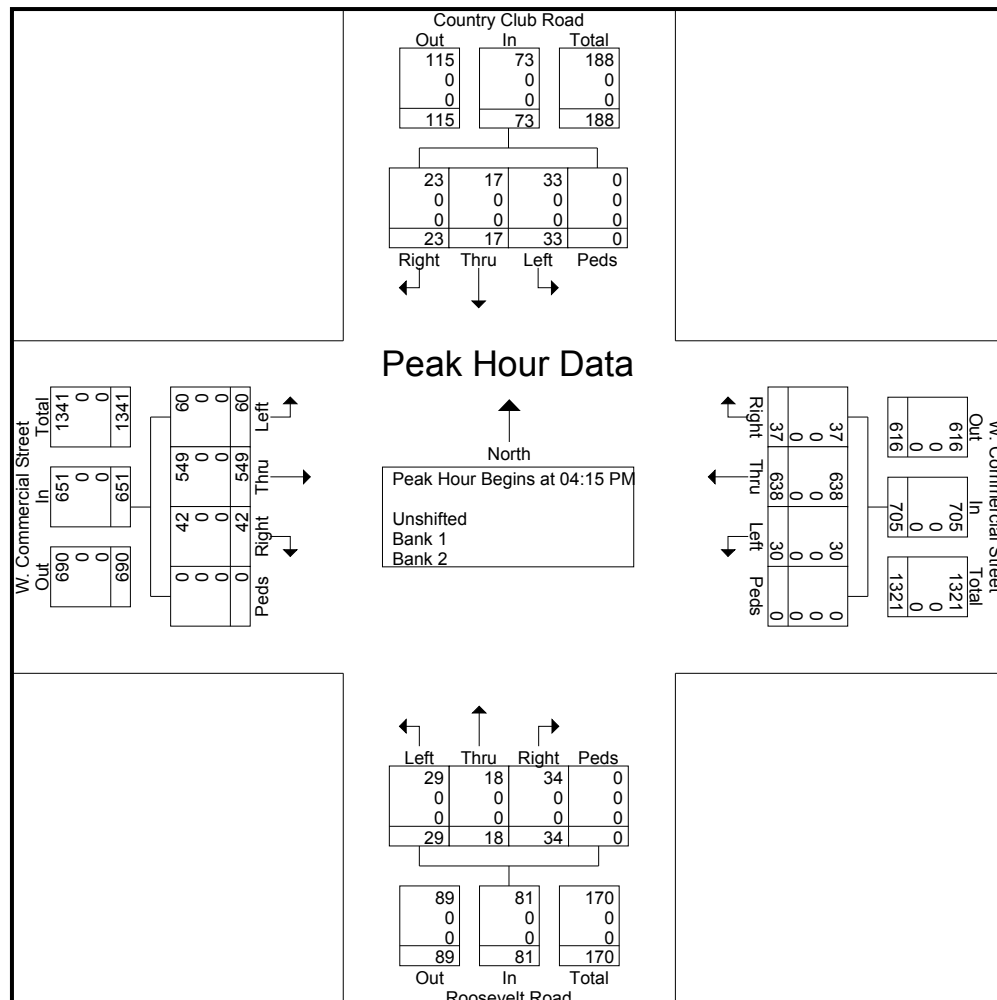 Country Club Road
Out In Total
115 73 188
0 0 0
0 0 0
115 73 188
23 17 33 0
0 0 0 0
0 0 0 0
23 17 33 0
Right Thru Left Peds
Peak Hour Data
North
Peak Hour Begins at 04:15 PM
Unshifted
Bank 1
Bank 2
W. Commercial Street
Out In Total
690 651 1341
0 0 0
0 0 0
690 651 1341
60 549 42 0
0 0 0 0
0 0 0 0
60 549 42 0
Left Thru Right Peds
W. Commercial Street
Out In Total
616 705 1321
0 0 0
0 0 0
616 705 1321
37 638 30 0
0 0 0 0
0 0 0 0
37 638 30 0
Right Thru Left Peds
Left Thru Right Peds
29 18 34 0
0 0 0 0
0 0 0 0
29 18 34 0
89 81 170
0 0 0
0 0 0
89 81 170
Out In Total
Roosevelt Road